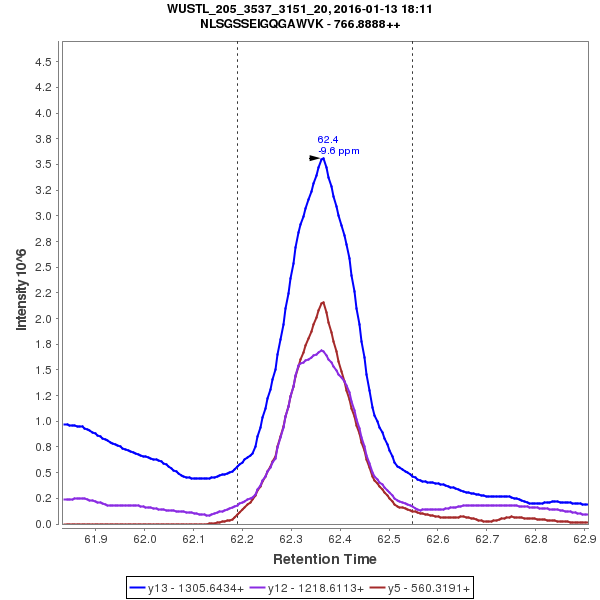 WUSTL_205_3537_3151_20, 2016-01-13 18:11
NLSGSSEIGQGAWVK - 766.8888++
Intensity 10^6
4.5
4.2
4.0
3.8
3.5
3.2
3.0
2.8
2.5
2.2
2.0
1.8
1.5
1.2
1.0
0.8
0.5
0.2
0.0
62.4
-9.6 ppm
61.9 62.0 62.1 62.2 62.3 62.4 62.5 62.6 62.7 62.8 62.9
Retention Time
y13 - 1305.6434+ y12 - 1218.6113+ y5 - 560.3191+